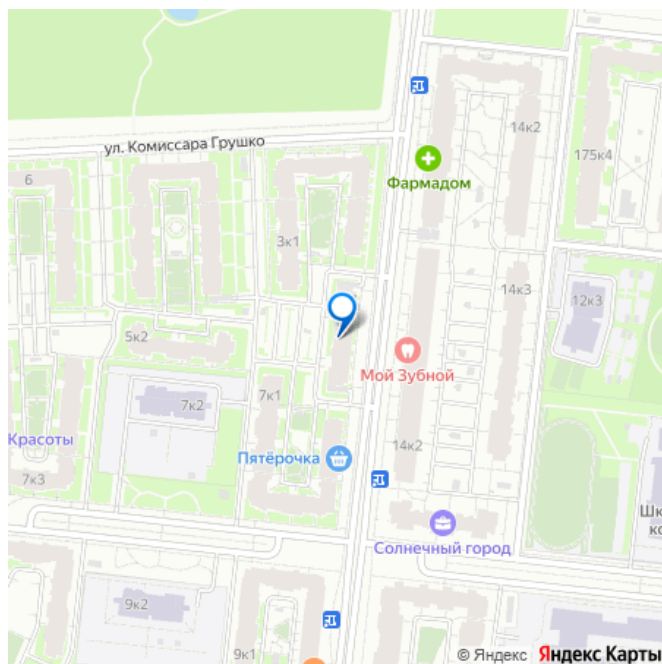 ул. Комиссара Грушко
14к2
175к4
Фармадом
6
3к1
14к3
12к3
5к2
Мой Зубной
7к1
7к2
Красоты
14к2
Пятёрочка
7к3
Шк
ко
Солнечный город
9к2
9к1
© Яндекс Яндекс Карты